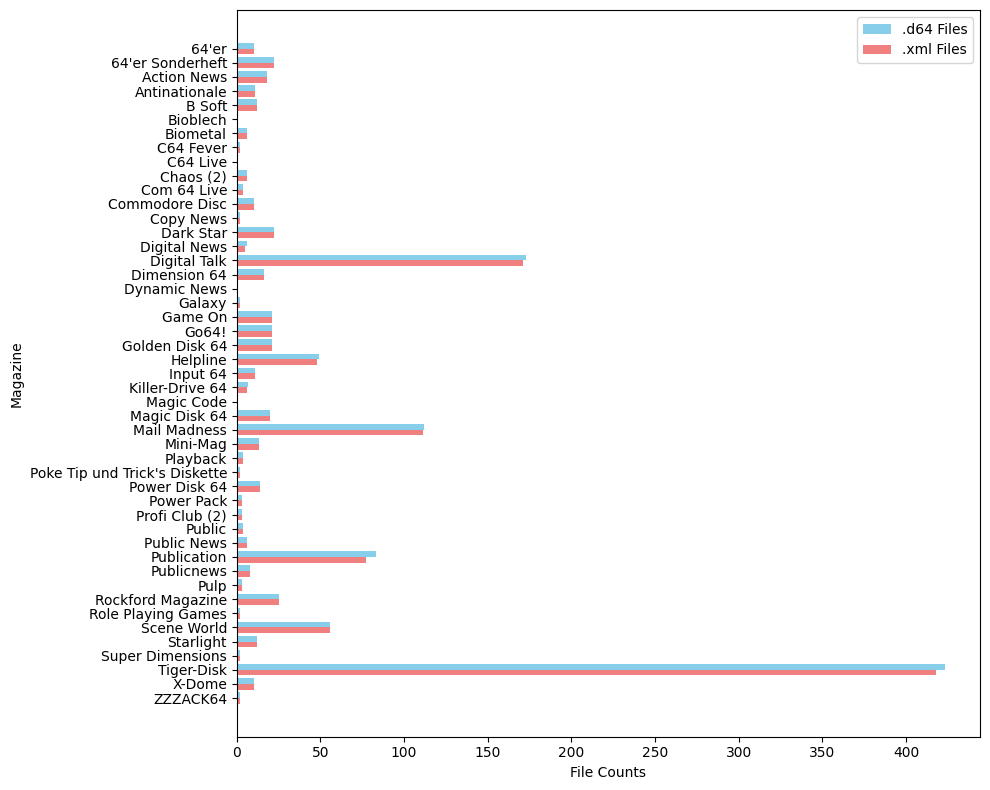 .d64 Files
.xml Files
64'er
64'er Sonderheft
Action News
Antinationale
B Soft
Bioblech
Biometal
C64 Fever
C64 Live
Chaos (2)
Com 64 Live
Commodore Disc
Copy News
Dark Star
Digital News
Digital Talk
Dimension 64
Dynamic News
Galaxy
Game On
Go64!
Golden Disk 64
Helpline
Input 64
Killer-Drive 64
Magic Code
Magic Disk 64
Mail Madness
Mini-Mag
Playback
Poke Tip und Trick's Diskette
Power Disk 64
Power Pack
Profi Club (2)
Public
Public News
Publication
Publicnews
Pulp
Rockford Magazine
Role Playing Games
Scene World
Starlight
Super Dimensions
Tiger-Disk
X-Dome
ZZZACK64
Magazine
0 50 100 150 200 250 300 350 400
File Counts